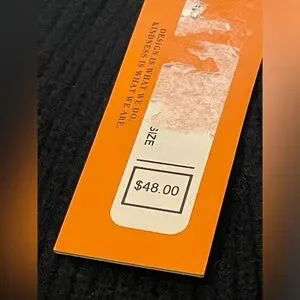 DESIGN IS WHAT WE DO.
KINDNESS IS WHAT WE ARE.
SIZE
$48.00